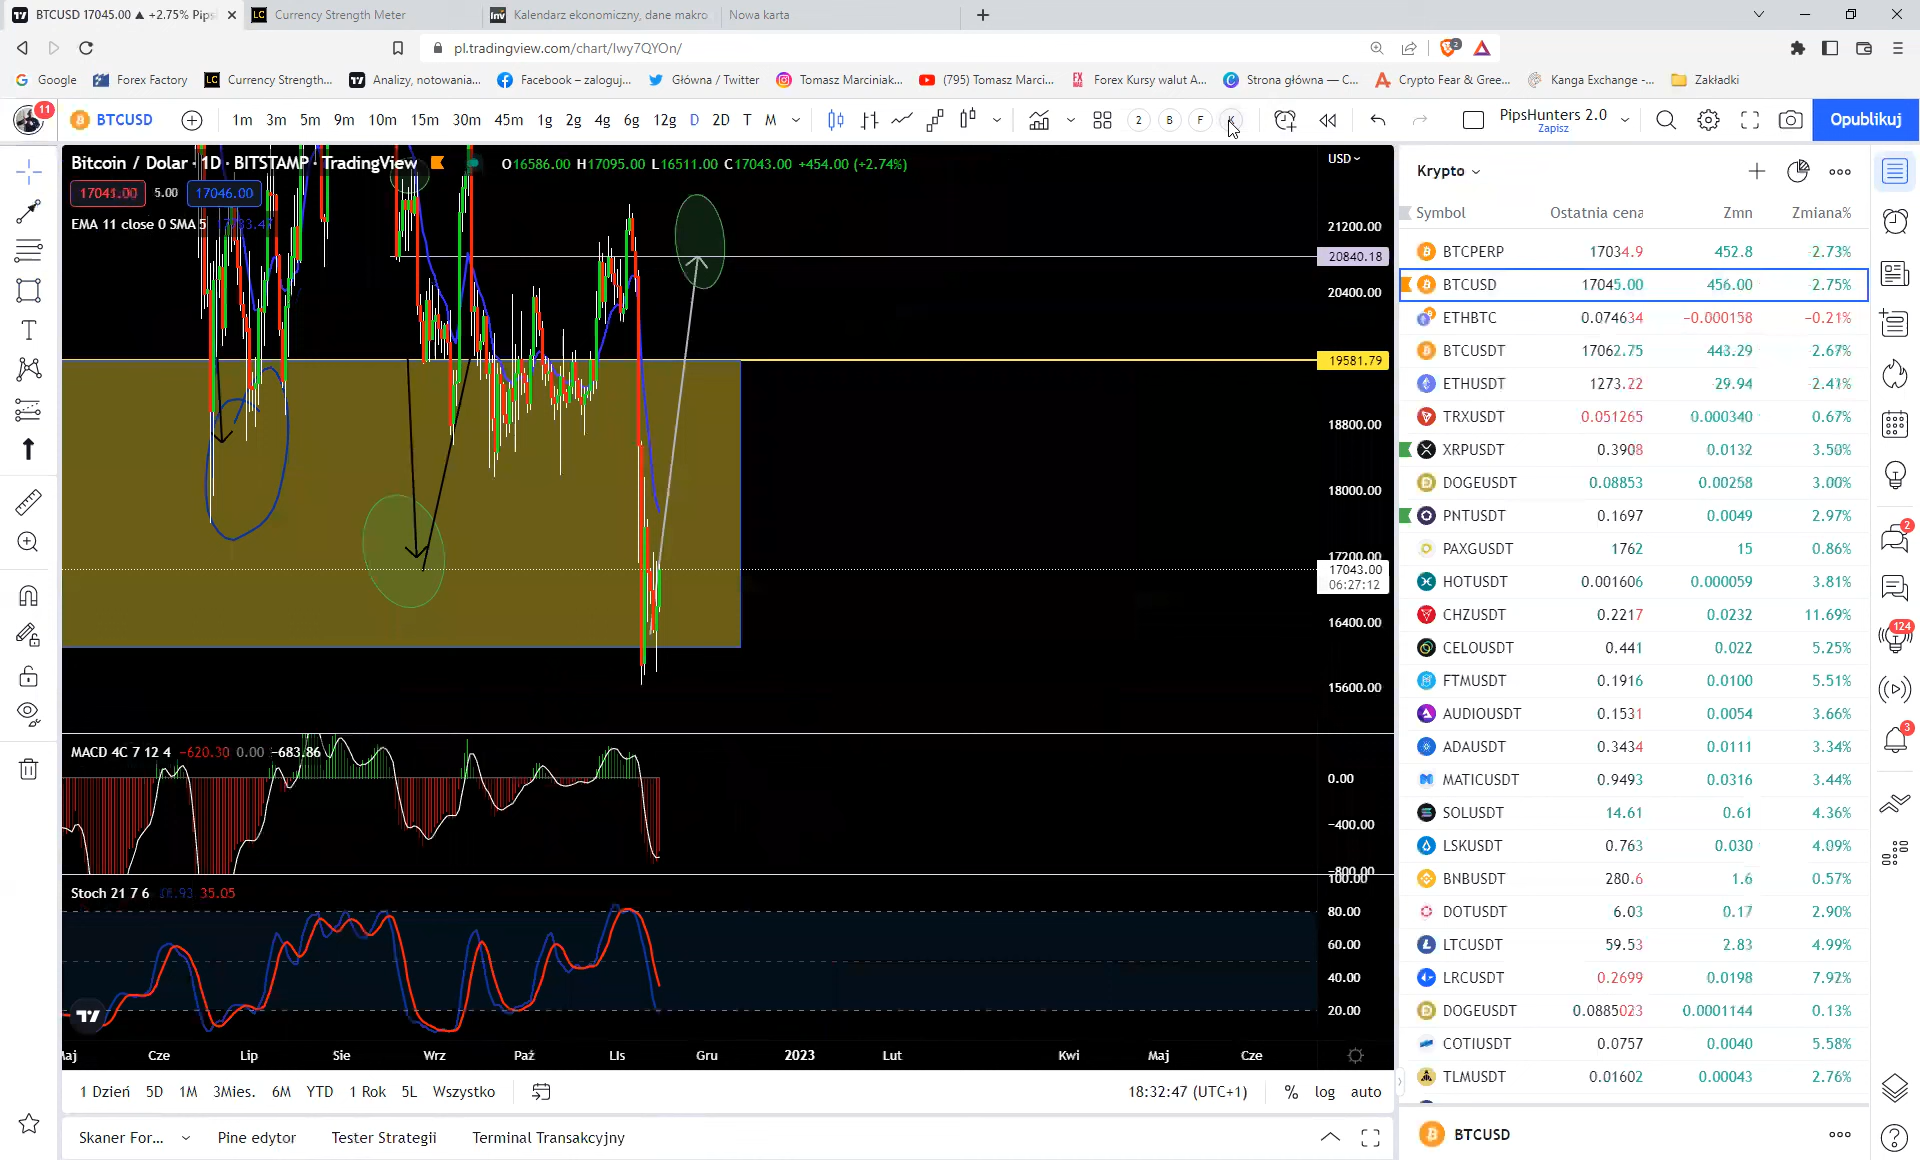 BTCUSD 17045.00 ▲ +2.75% Pips
Currency Strength Meter
Kalendarz ekonomiczny, dane makro
Nowa karta
pl.tradingview.com/chart/Iwy7QYOn/
2
Google
Forex Factory
Currency Strength...
Analizy, notowania...
Facebook – zaloguj...
Główna / Twitter
Tomasz Marciniak...
(795) Tomasz Marci...
Forex Kursy walut A...
Strona główna — C...
Crypto Fear & Gree...
Kanga Exchange -...
Zakładki
11
BTCUSD
1m 3m 5m 9m 10m 15m 30m 45m 1g 2g 4g 6g 12g D 2D T M
2 B F K
PipsHunters 2.0
Zapisz
Opublikuj
Bitcoin / Dolar · 1D · BITSTAMP · TradingView
O16586.00 H17095.00 L16511.00 C17043.00 +454.00 (+2.74%)
17041.00 5.00 17046.00
EMA 11 close 0 SMA 5
USD
21200.00
20840.18
20400.00
19581.79
18800.00
18000.00
17200.00
17043.00
06:27:12
16400.00
15600.00
MACD 4C 7 12 4 −620.30 0.00 −683.86
0.00
−400.00
−800.00
100.00
Stoch 21 7 6 35.05
80.00
60.00
40.00
20.00
Maj Cze Lip Sie Wrz Paź Lis Gru 2023 Lut Kwi Maj Cze
1 Dzień 5D 1M 3Mies. 6M YTD 1 Rok 5L Wszystko
18:32:47 (UTC+1) % log auto
Skaner For... Pine edytor Tester Strategii Terminal Transakcyjny
Krypto
Symbol Ostatnia cena Zmn Zmiana%
BTCPERP 17034.9 452.8 2.73%
BTCUSD 17045.00 456.00 2.75%
ETHBTC 0.074634 −0.000158 −0.21%
BTCUSDT 17062.75 443.29 2.67%
ETHUSDT 1273.22 29.94 2.41%
TRXUSDT 0.051265 0.000340 0.67%
XRPUSDT 0.3908 0.0132 3.50%
DOGEUSDT 0.08853 0.00258 3.00%
PNTUSDT 0.1697 0.0049 2.97%
PAXGUSDT 1762 15 0.86%
HOTUSDT 0.001606 0.000059 3.81%
CHZUSDT 0.2217 0.0232 11.69%
CELOUSDT 0.441 0.022 5.25%
FTMUSDT 0.1916 0.0100 5.51%
AUDIOUSDT 0.1531 0.0054 3.66%
ADAUSDT 0.3434 0.0111 3.34%
MATICUSDT 0.9493 0.0316 3.44%
SOLUSDT 14.61 0.61 4.36%
LSKUSDT 0.763 0.030 4.09%
BNBUSDT 280.6 1.6 0.57%
DOTUSDT 6.03 0.17 2.90%
LTCUSDT 59.53 2.83 4.99%
LRCUSDT 0.2699 0.0198 7.92%
DOGEUSDT 0.0885023 0.0001144 0.13%
COTIUSDT 0.0757 0.0040 5.58%
TLMUSDT 0.01602 0.00043 2.76%
BTCUSD
2
124
3